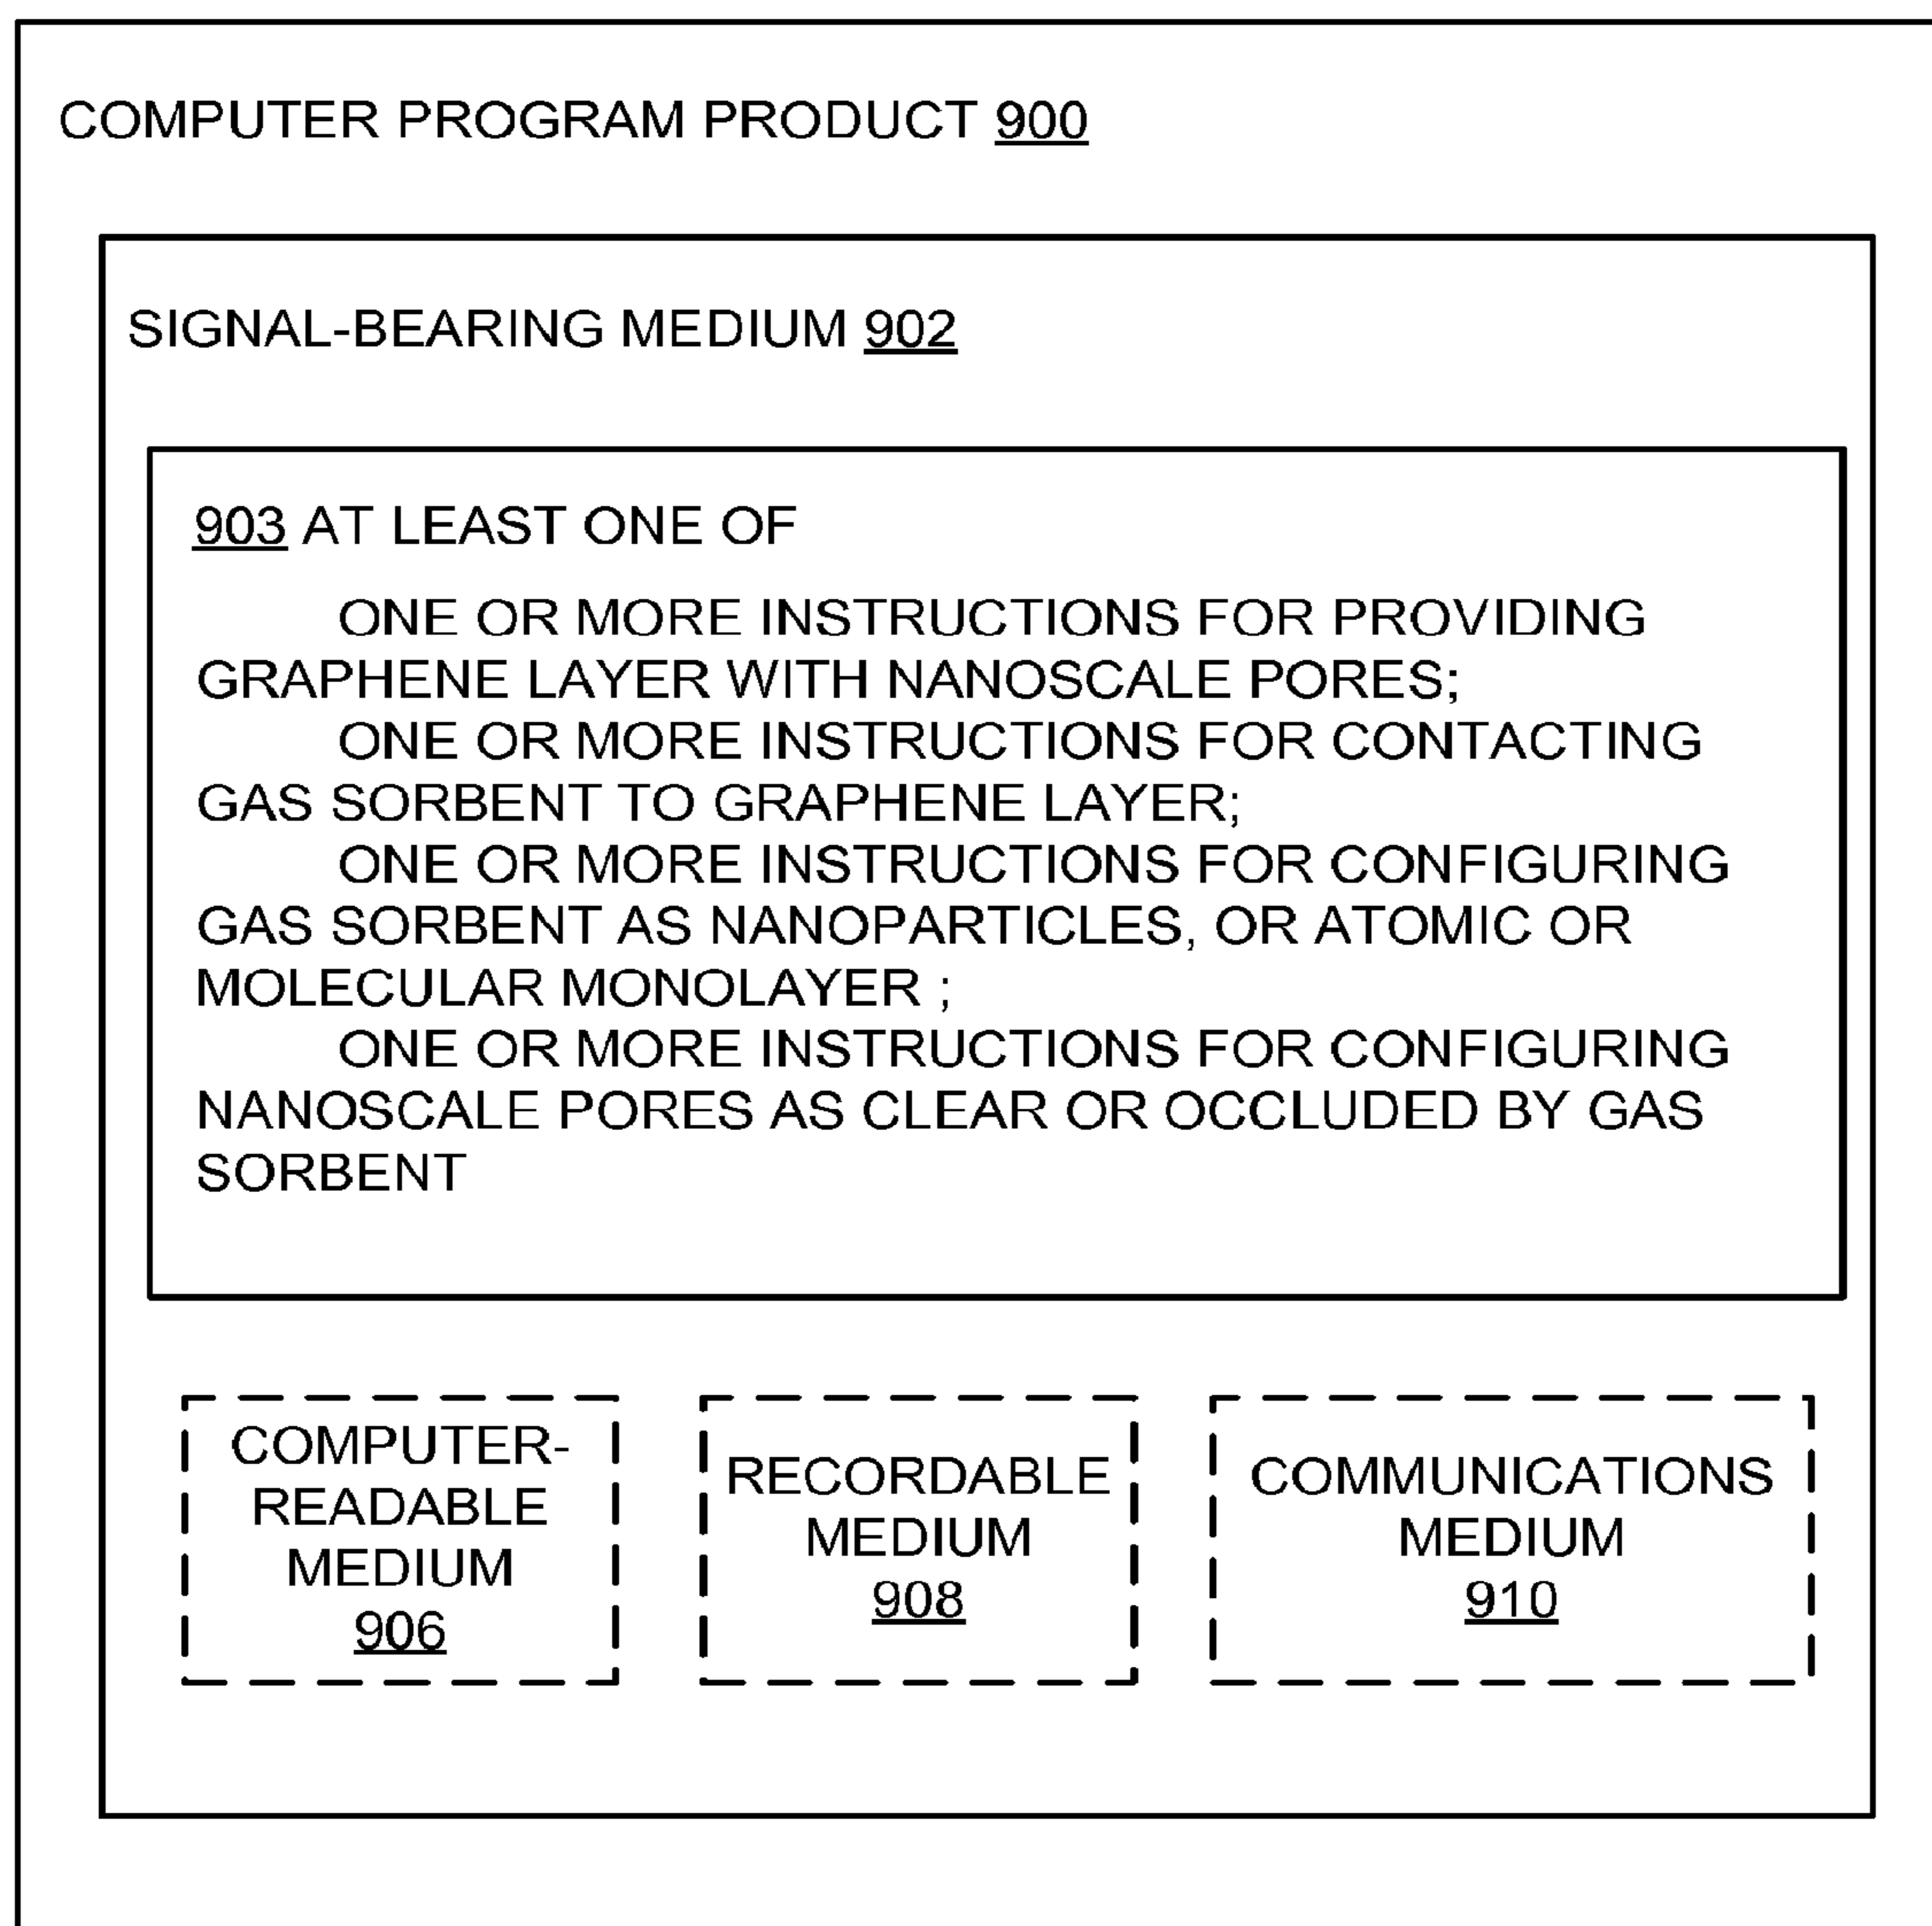 COMPUTER PROGRAM PRODUCT 900
SIGNAL-BEARING MEDIUM 902
903 AT LEAST ONE OF
ONE OR MORE INSTRUCTIONS FOR PROVIDING
GRAPHENE LAYER WITH NANOSCALE PORES;
ONE OR MORE INSTRUCTIONS FOR CONTACTING
GAS SORBENT TO GRAPHENE LAYER;
ONE OR MORE INSTRUCTIONS FOR CONFIGURING
GAS SORBENT AS NANOPARTICLES, OR ATOMIC OR
MOLECULAR MONOLAYER ;
ONE OR MORE INSTRUCTIONS FOR CONFIGURING
NANOSCALE PORES AS CLEAR OR OCCLUDED BY GAS
SORBENT
COMPUTER-
READABLE
MEDIUM
906
RECORDABLE
MEDIUM
908
COMMUNICATIONS
MEDIUM
910